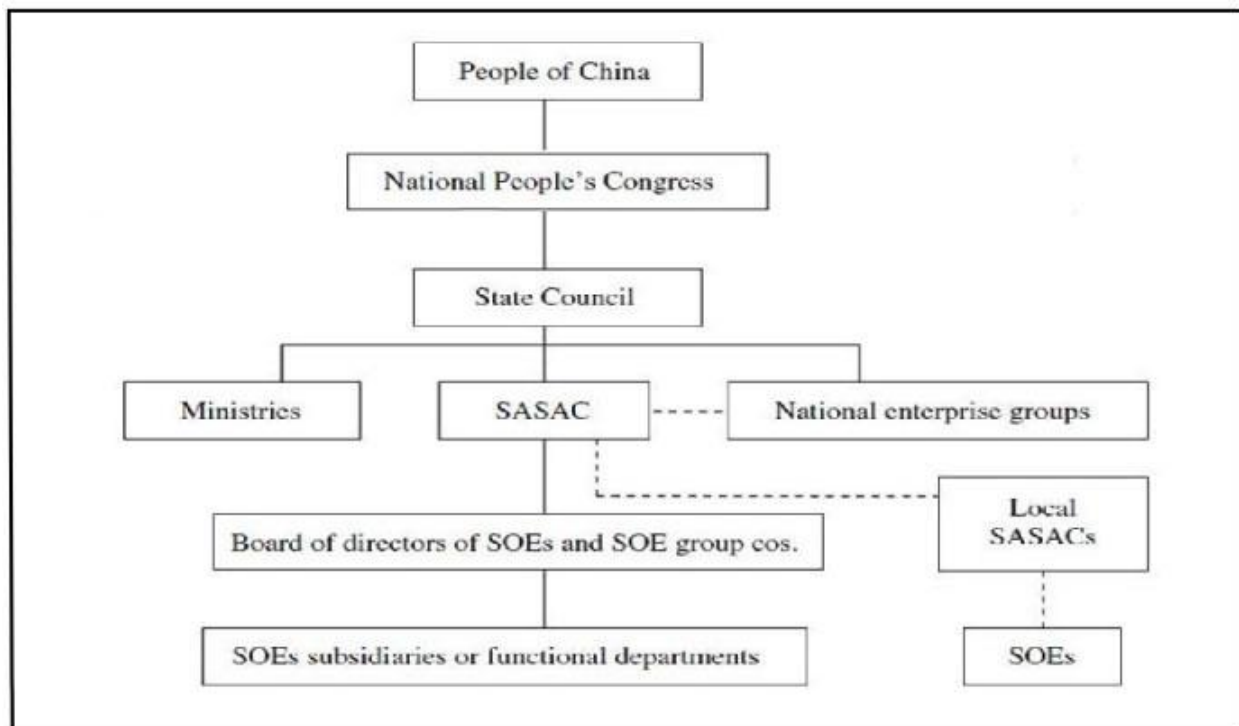 People of China
National People's Congress
State Council
Ministries
SASAC
National enterprise groups
Local
SASACs
Board of directors of SOEs and SOE group cos.
SOEs subsidiaries or functional departments
SOEs